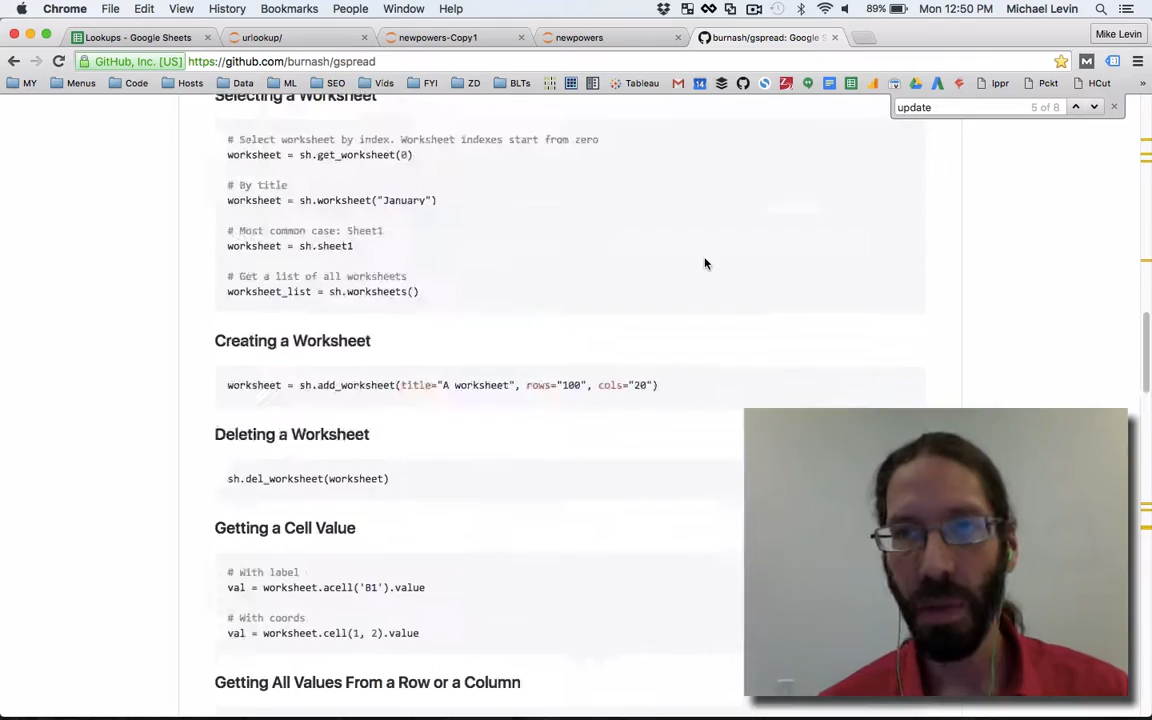 Chrome File Edit View History Bookmarks People Window Help 89% Mon 12:50 PM Michael Levin
Lookups - Google Sheets × urlookup/ × newpowers-Copy1 × newpowers × burnash/gspread: Google S × Mike Levin
GitHub, Inc. [US] https://github.com/burnash/gspread
MY Menus Code Hosts Data ML SEO Vids FYI ZD BLTs Tableau Ippr Pckt HCut
update 5 of 8
Selecting a Worksheet
# Select worksheet by index. Worksheet indexes start from zero
worksheet = sh.get_worksheet(0)
# By title
worksheet = sh.worksheet("January")
# Most common case: Sheet1
worksheet = sh.sheet1
# Get a list of all worksheets
worksheet_list = sh.worksheets()
Creating a Worksheet
worksheet = sh.add_worksheet(title="A worksheet", rows="100", cols="20")
Deleting a Worksheet
sh.del_worksheet(worksheet)
Getting a Cell Value
# With label
val = worksheet.acell('B1').value
# With coords
val = worksheet.cell(1, 2).value
Getting All Values From a Row or a Column